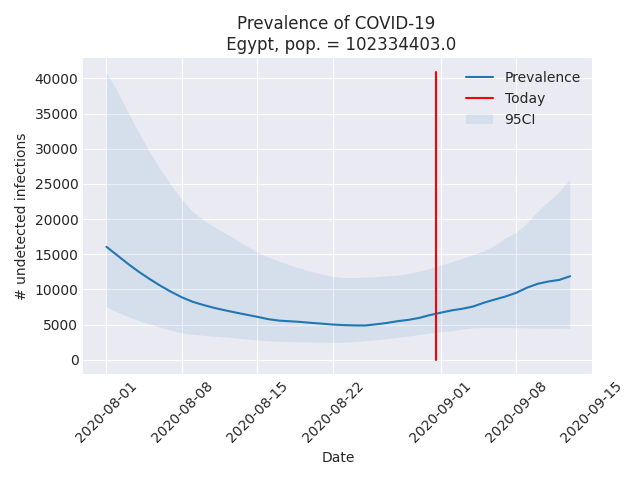 Prevalence of COVID-19
Egypt, pop. = 102334403.0
Prevalence
Today
95CI
# undetected infections
40000
35000
30000
25000
20000
15000
10000
5000
0
2020-08-01
2020-08-08
2020-08-15
2020-08-22
2020-09-01
2020-09-08
2020-09-15
Date